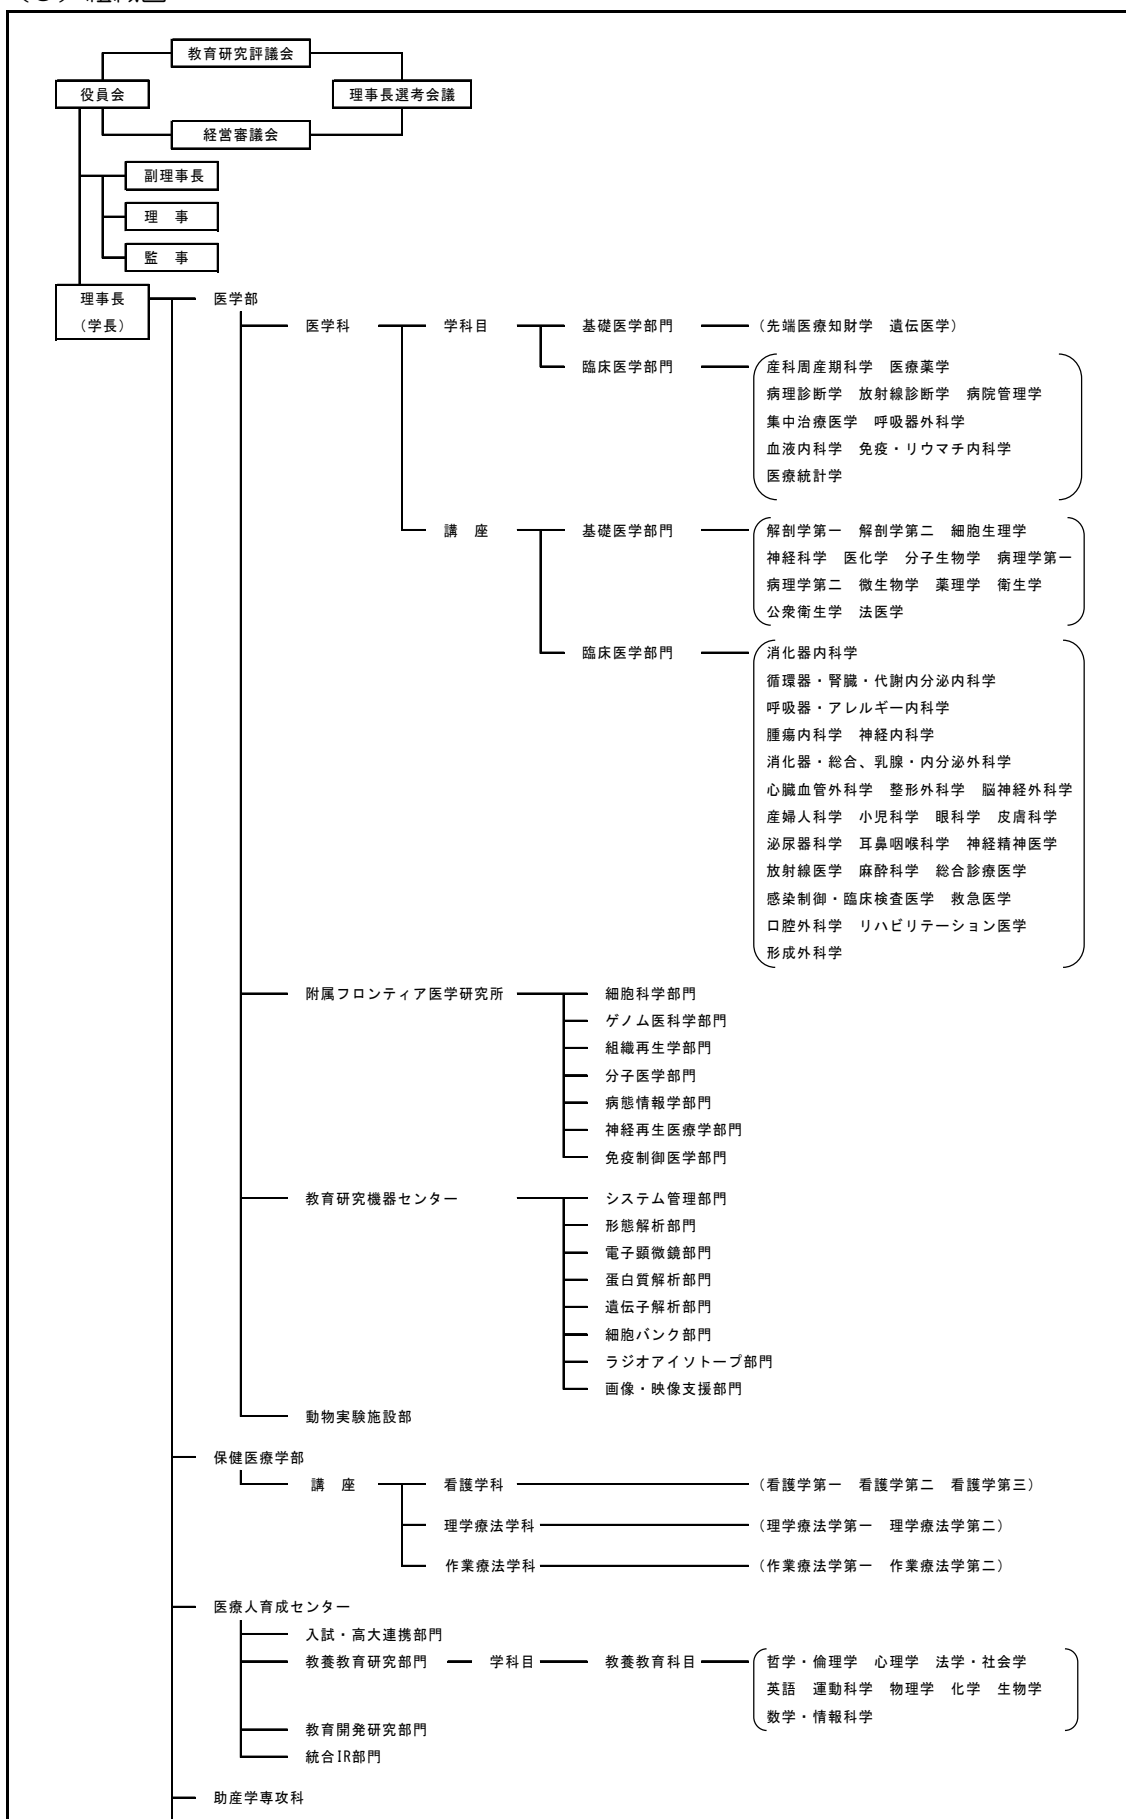 教育研究評議会
役員会　理事長選考会議
経営審議会
副理事長
理　事
監　事
理事長　医学部
（学長）
医学科　学科目　基礎医学部門　（先端医療知財学　遺伝医学）
臨床医学部門　産科周産期科学　医療薬学
病理診断学　放射線診断学　病院管理学
集中治療医学　呼吸器外科学
血液内科学　免疫・リウマチ内科学
医療統計学
講　座　基礎医学部門　解剖学第一　解剖学第二　細胞生理学
神経科学　医化学　分子生物学　病理学第一
病理学第二　微生物学　薬理学　衛生学
公衆衛生学　法医学
臨床医学部門　消化器内科学
循環器・腎臓・代謝内分泌内科学
呼吸器・アレルギー内科学
腫瘍内科学　神経内科学
消化器・総合、乳腺・内分泌外科学
心臓血管外科学　整形外科学　脳神経外科学
産婦人科学　小児科学　眼科学　皮膚科学
泌尿器科学　耳鼻咽喉科学　神経精神医学
放射線医学　麻酔科学　総合診療医学
感染制御・臨床検査医学　救急医学
口腔外科学　リハビリテーション医学
形成外科学
附属フロンティア医学研究所　細胞科学部門
ゲノム医科学部門
組織再生学部門
分子医学部門
病態情報学部門
神経再生医療学部門
免疫制御医学部門
教育研究機器センター　システム管理部門
形態解析部門
電子顕微鏡部門
蛋白質解析部門
遺伝子解析部門
細胞バンク部門
ラジオアイソトープ部門
画像・映像支援部門
動物実験施設部
保健医療学部
講　座　看護学科　（看護学第一　看護学第二　看護学第三）
理学療法学科　（理学療法学第一　理学療法学第二）
作業療法学科　（作業療法学第一　作業療法学第二）
医療人育成センター
入試・高大連携部門
教養教育研究部門　学科目　教養教育科目　哲学・倫理学　心理学　法学・社会学
英語　運動科学　物理学　化学　生物学
数学・情報科学
教育開発研究部門
統合IR部門
助産学専攻科